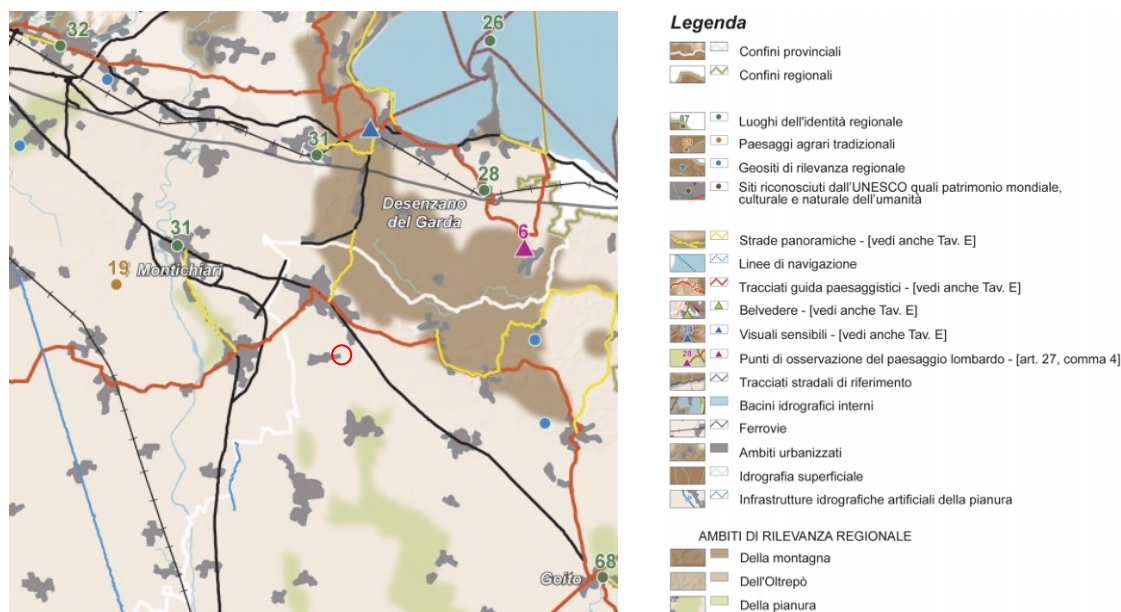 32
26
31
28
Desenzano
del Garda
6
31
19
Montichiari
Goito
68
Legenda
Confini provinciali
Confini regionali
Luoghi dell'identità regionale
Paesaggi agrari tradizionali
Geositi di rilevanza regionale
Siti riconosciuti dall'UNESCO quali patrimonio mondiale,
culturale e naturale dell'umanità
Strade panoramiche - [vedi anche Tav. E]
Linee di navigazione
Tracciati guida paesaggistici - [vedi anche Tav. E]
Belvedere - [vedi anche Tav. E]
Visuali sensibili - [vedi anche Tav. E]
28
Punti di osservazione del paesaggio lombardo - [art. 27, comma 4]
Tracciati stradali di riferimento
Bacini idrografici interni
Ferrovie
Ambiti urbanizzati
Idrografia superficiale
Infrastrutture idrografiche artificiali della pianura
AMBITI DI RILEVANZA REGIONALE
Della montagna
Dell'Oltrepò
Della pianura